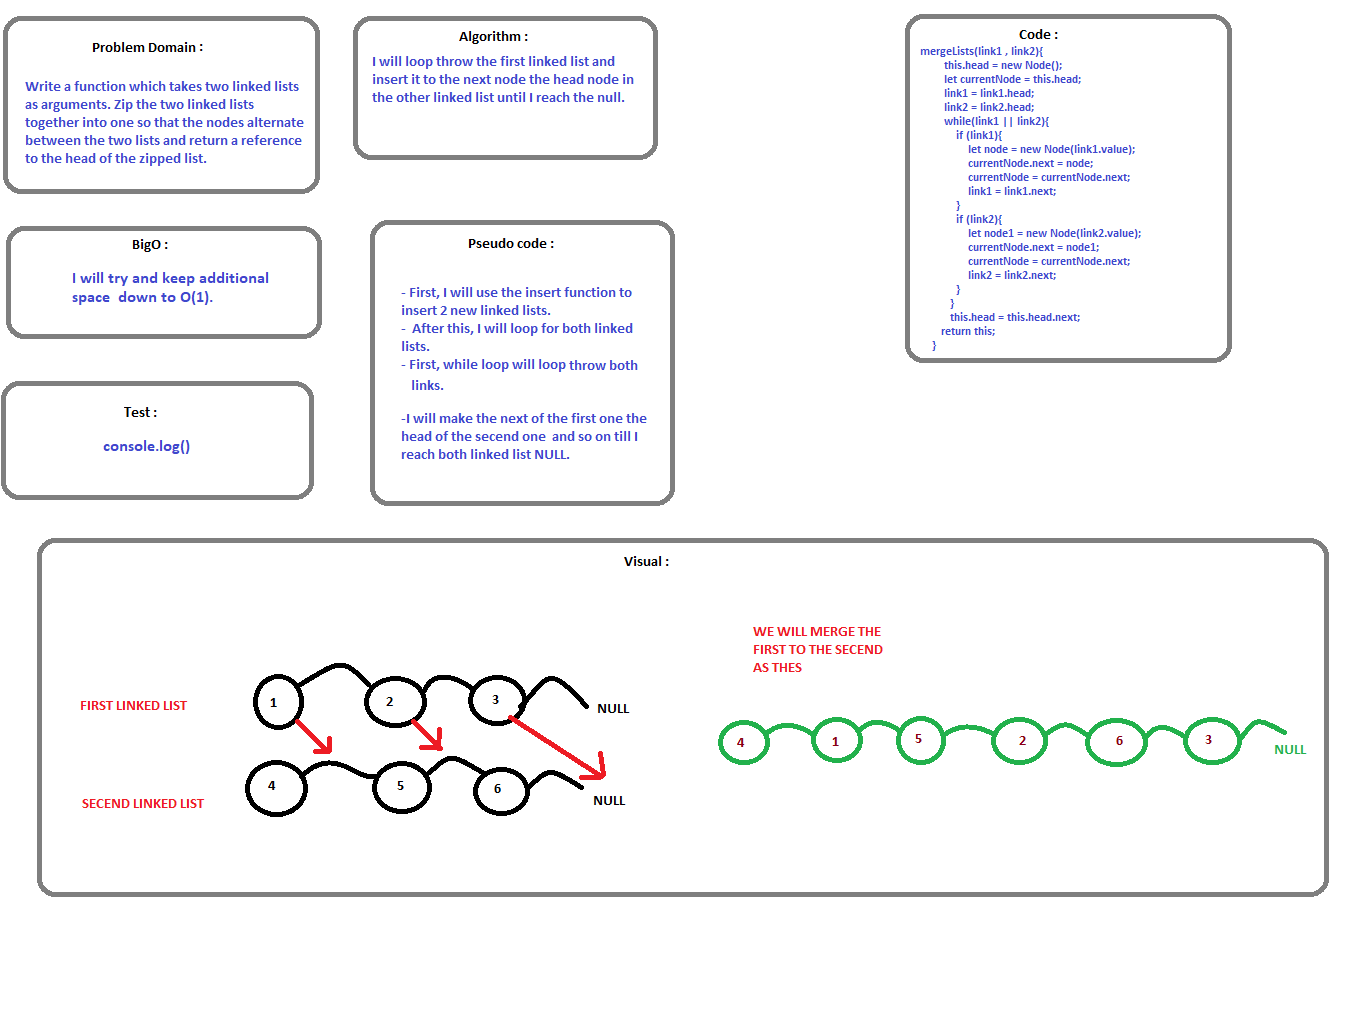 Problem Domain :
Write a function which takes two linked lists
as arguments. Zip the two linked lists
together into one so that the nodes alternate
between the two lists and return a reference
to the head of the zipped list.
Algorithm :
I will loop throw the first linked list and
insert it to the next node the head node in
the other linked list until I reach the null.
Code :
mergeLists(link1 , link2){
this.head = new Node();
let currentNode = this.head;
link1 = link1.head;
link2 = link2.head;
while(link1 || link2){
if (link1){
let node = new Node(link1.value);
currentNode.next = node;
currentNode = currentNode.next;
link1 = link1.next;
}
if (link2){
let node1 = new Node(link2.value);
currentNode.next = node1;
currentNode = currentNode.next;
link2 = link2.next;
}
}
this.head = this.head.next;
return this;
}
BigO :
I will try and keep additional
space  down to O(1).
Pseudo code :
- First, I will use the insert function to
insert 2 new linked lists.
-  After this, I will loop for both linked
lists.
- First, while loop will loop throw both
links.
-I will make the next of the first one the
head of the secend one  and so on till I
reach both linked list NULL.
Test :
console.log()
Visual :
WE WILL MERGE THE
FIRST TO THE SECEND
AS THES
FIRST LINKED LIST
1
2
3
NULL
SECEND LINKED LIST
4
5
6
NULL
4
1
5
2
6
3
NULL